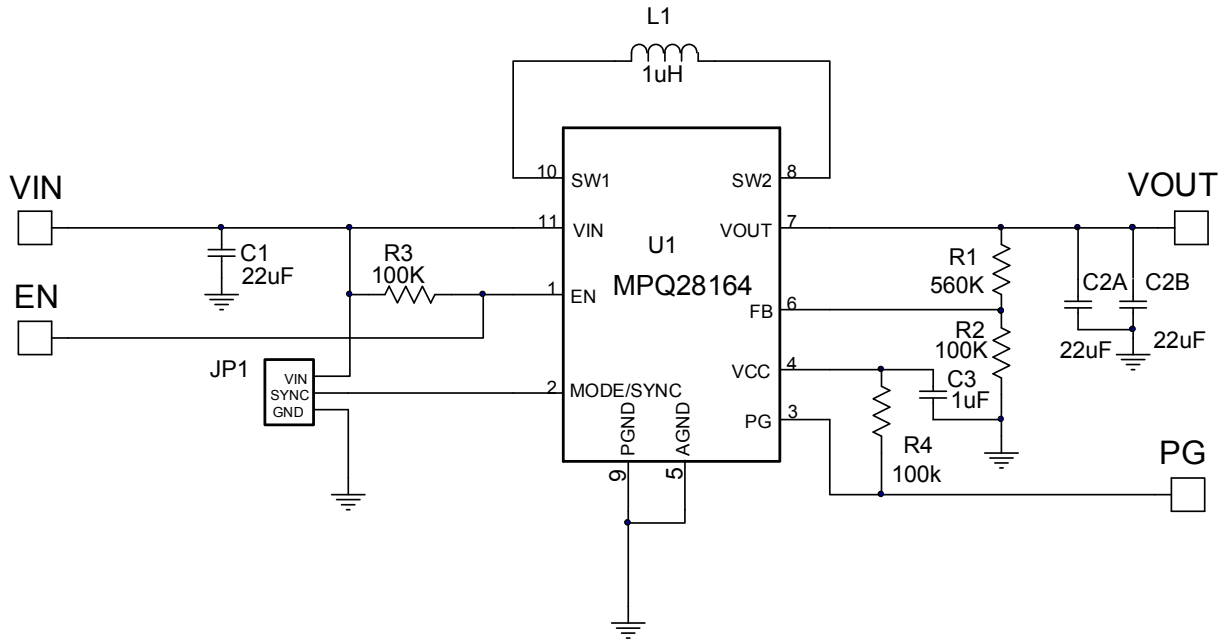 L1
1uH
VIN
EN
C1
22uF
R3
100K
JP1
VIN
SYNC
GND
10
SW1
11
VIN
1
EN
2
MODE/SYNC
U1
MPQ28164
PGND
9
AGND
5
SW2
8
VOUT
7
FB
6
VCC
4
PG
3
R1
560K
R2
100K
C3
1uF
R4
100k
C2A
22uF
C2B
22uF
VOUT
PG